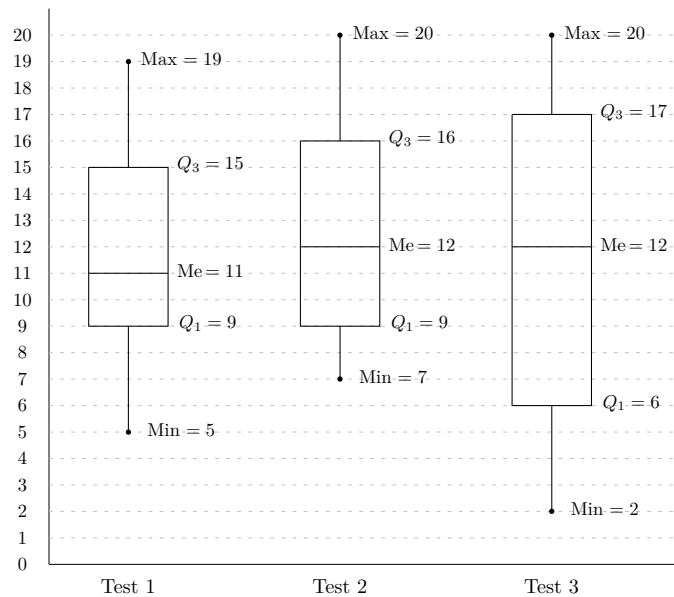 20
19
18
17
16
15
14
13
12
11
10
9
8
7
6
5
4
3
2
1
0
Max = 19
Q₃ = 15
Me = 11
Q₁ = 9
Min = 5
Max = 20
Q₃ = 16
Me = 12
Q₁ = 9
Min = 7
Max = 20
Q₃ = 17
Me = 12
Q₁ = 6
Min = 2
Test 1
Test 2
Test 3